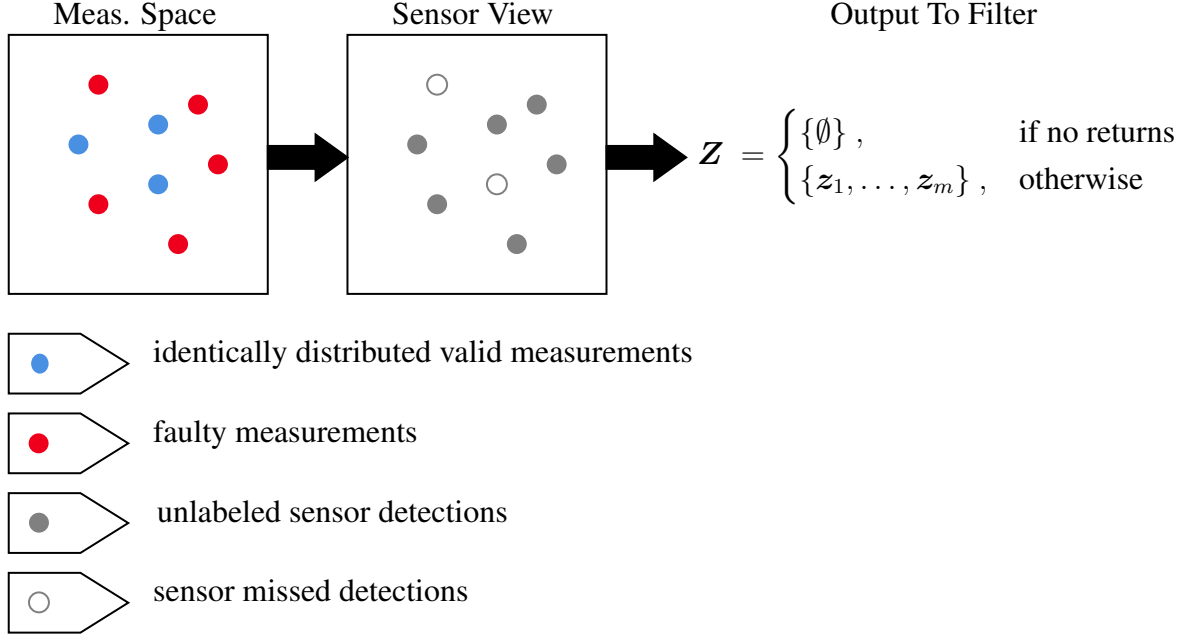 Meas. Space
Sensor View
Output To Filter
Z = { {∅} , if no returns
{z₁, . . . , zₘ} , otherwise
identically distributed valid measurements
faulty measurements
unlabeled sensor detections
sensor missed detections